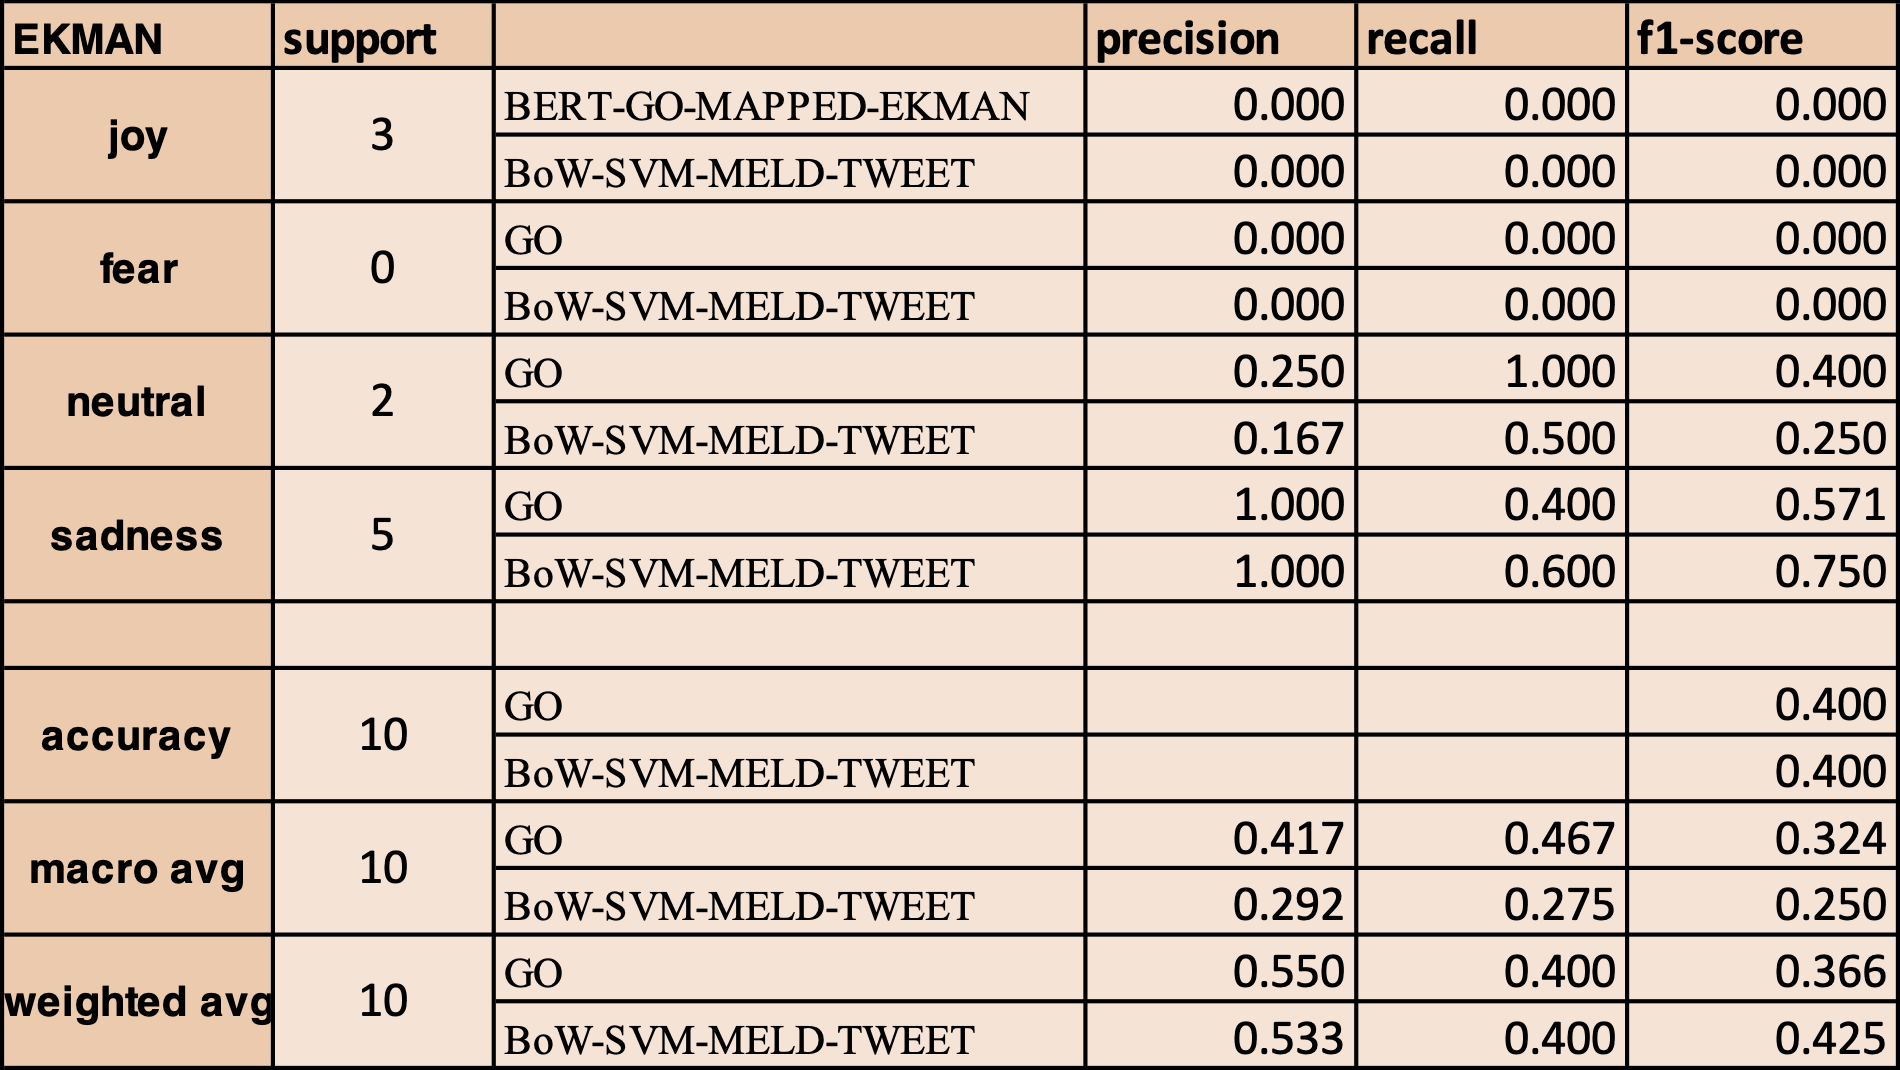 EKMAN support precision recall f1-score
joy 3 BERT-GO-MAPPED-EKMAN 0.000 0.000 0.000
BoW-SVM-MELD-TWEET 0.000 0.000 0.000
fear 0 GO 0.000 0.000 0.000
BoW-SVM-MELD-TWEET 0.000 0.000 0.000
neutral 2 GO 0.250 1.000 0.400
BoW-SVM-MELD-TWEET 0.167 0.500 0.250
sadness 5 GO 1.000 0.400 0.571
BoW-SVM-MELD-TWEET 1.000 0.600 0.750
accuracy 10 GO 0.400
BoW-SVM-MELD-TWEET 0.400
macro avg 10 GO 0.417 0.467 0.324
BoW-SVM-MELD-TWEET 0.292 0.275 0.250
weighted avg 10 GO 0.550 0.400 0.366
BoW-SVM-MELD-TWEET 0.533 0.400 0.425